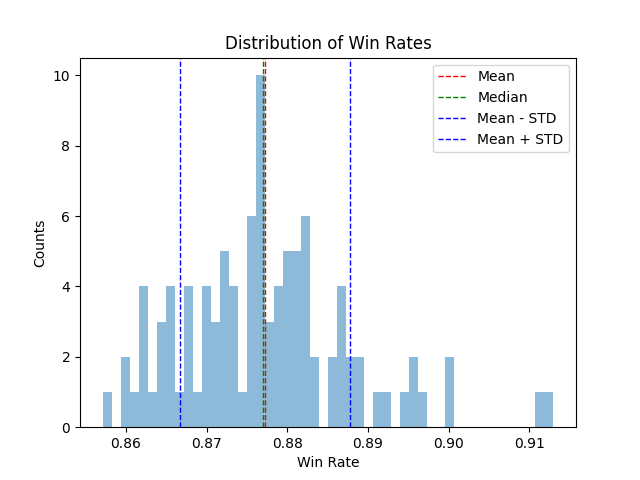 Distribution of Win Rates
Mean
Median
Mean - STD
Mean + STD
10
8
6
4
2
0
Counts
0.86 0.87 0.88 0.89 0.90 0.91
Win Rate